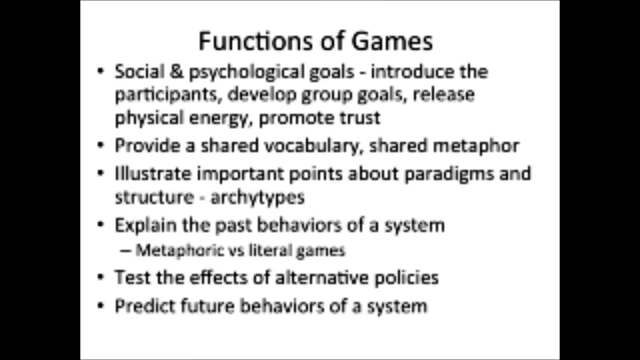 Functions of Games
• Social & psychological goals - introduce the
participants, develop group goals, release
physical energy, promote trust
• Provide a shared vocabulary, shared metaphor
• Illustrate important points about paradigms and
structure - archytypes
• Explain the past behaviors of a system
– Metaphoric vs literal games
• Test the effects of alternative policies
• Predict future behaviors of a system